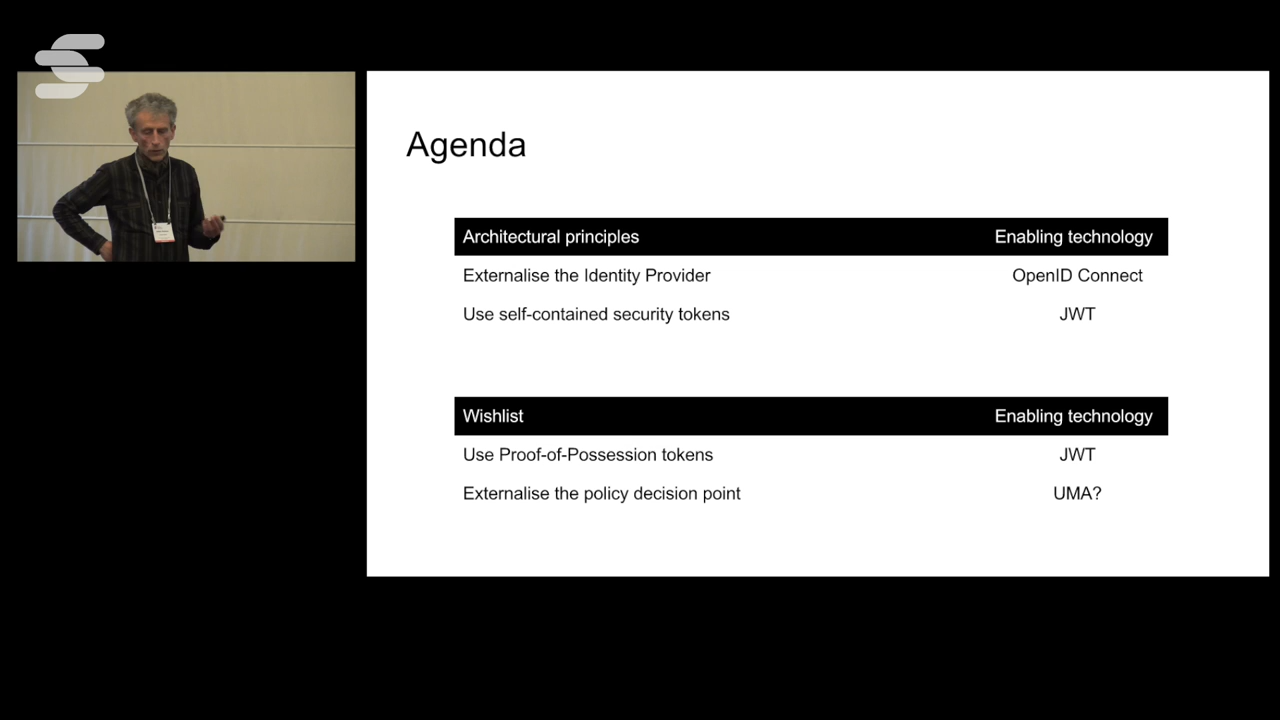 Agenda
Architectural principles Enabling technology
Externalise the Identity Provider OpenID Connect
Use self-contained security tokens JWT
Wishlist Enabling technology
Use Proof-of-Possession tokens JWT
Externalise the policy decision point UMA?